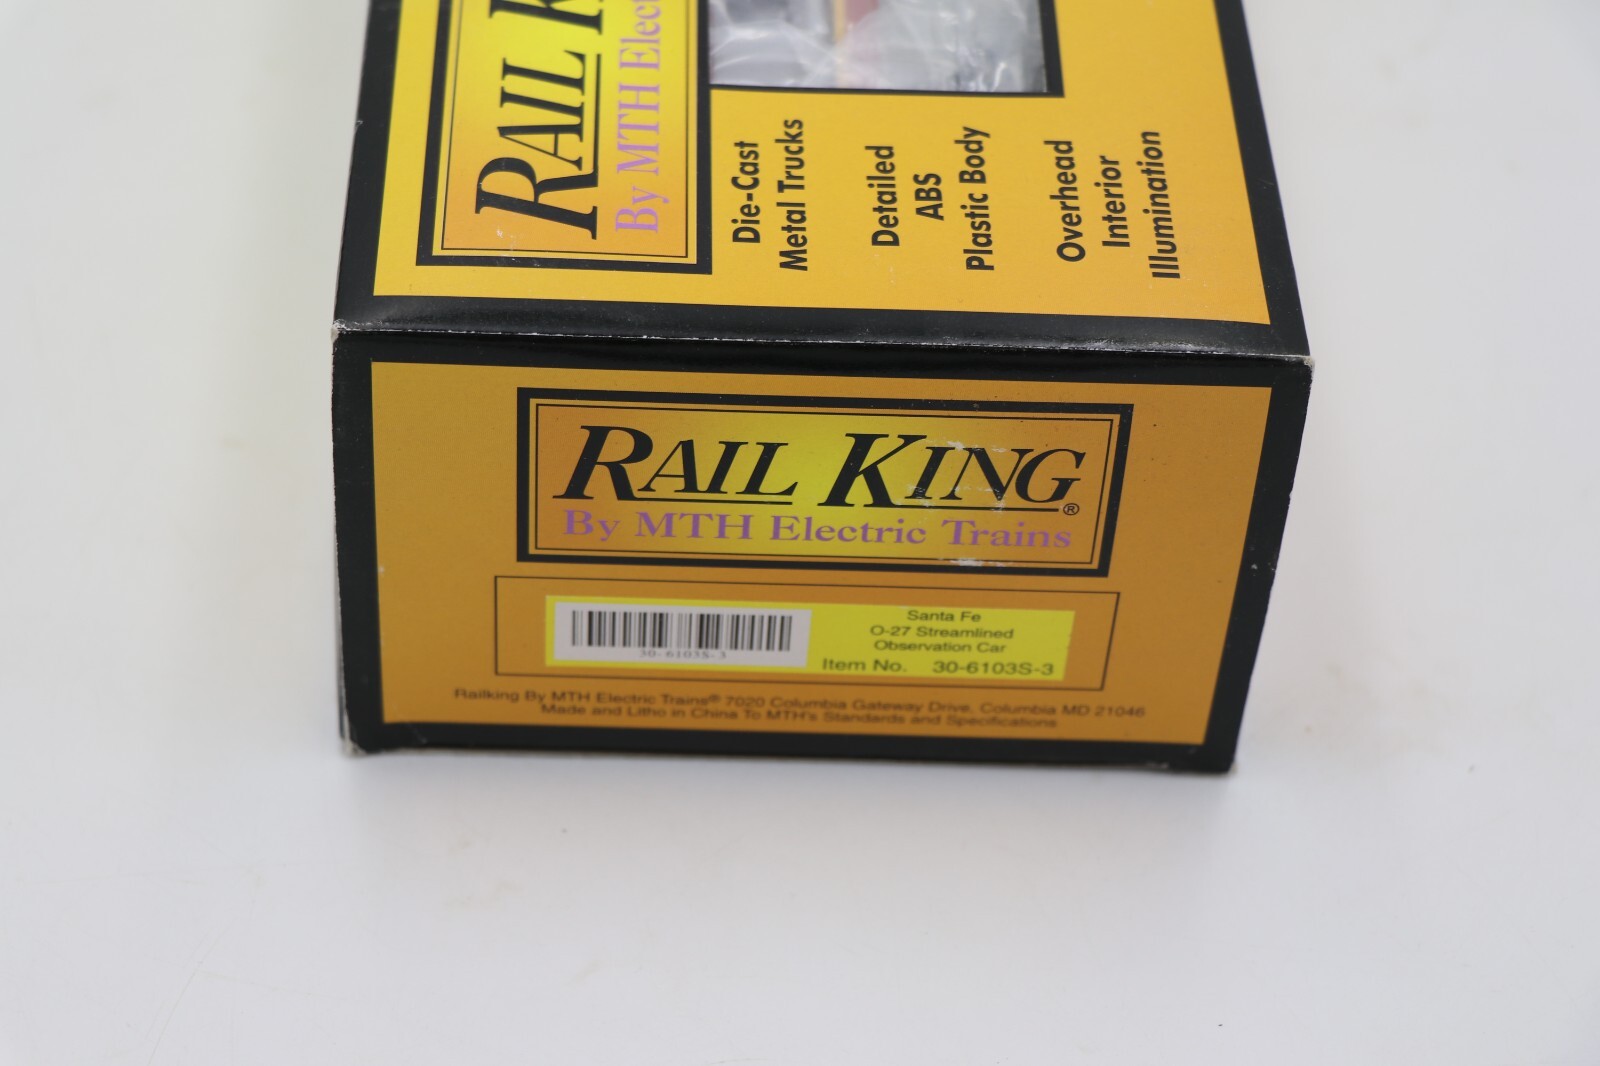 RAIL K
By MTH Elect
Die-Cast
Metal Trucks
Detailed
ABS
Plastic Body
Overhead
Interior
Illumination
RAIL KING®
By MTH Electric Trains
30-6103S-3
Santa Fe
O-27 Streamlined
Observation Car
Item No. 30-6103S-3
Railking By MTH Electric Trains® 7020 Columbia Gateway Drive, Columbia MD 21046
Made and Litho in China To MTH's Standards and Specifications